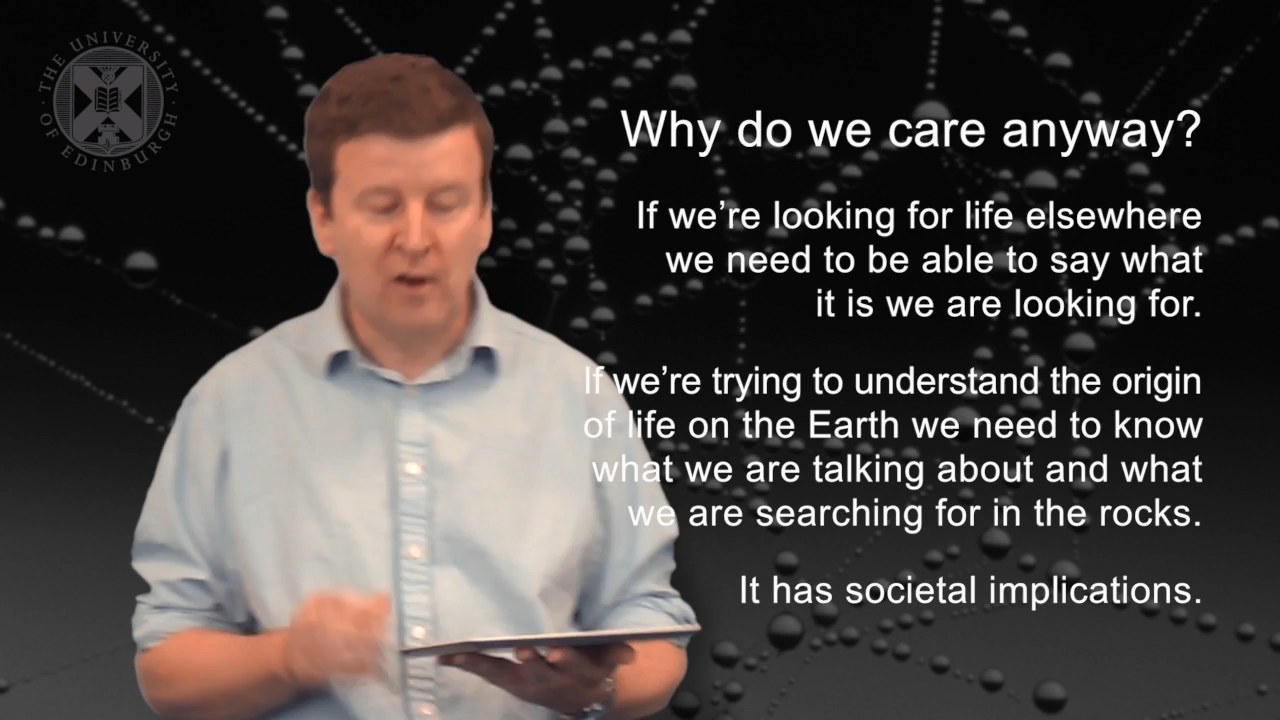 THE UNIVERSITY OF EDINBURGH
Why do we care anyway?
If we're looking for life elsewhere
we need to be able to say what
it is we are looking for.
If we're trying to understand the origin
of life on the Earth we need to know
what we are talking about and what
we are searching for in the rocks.
It has societal implications.